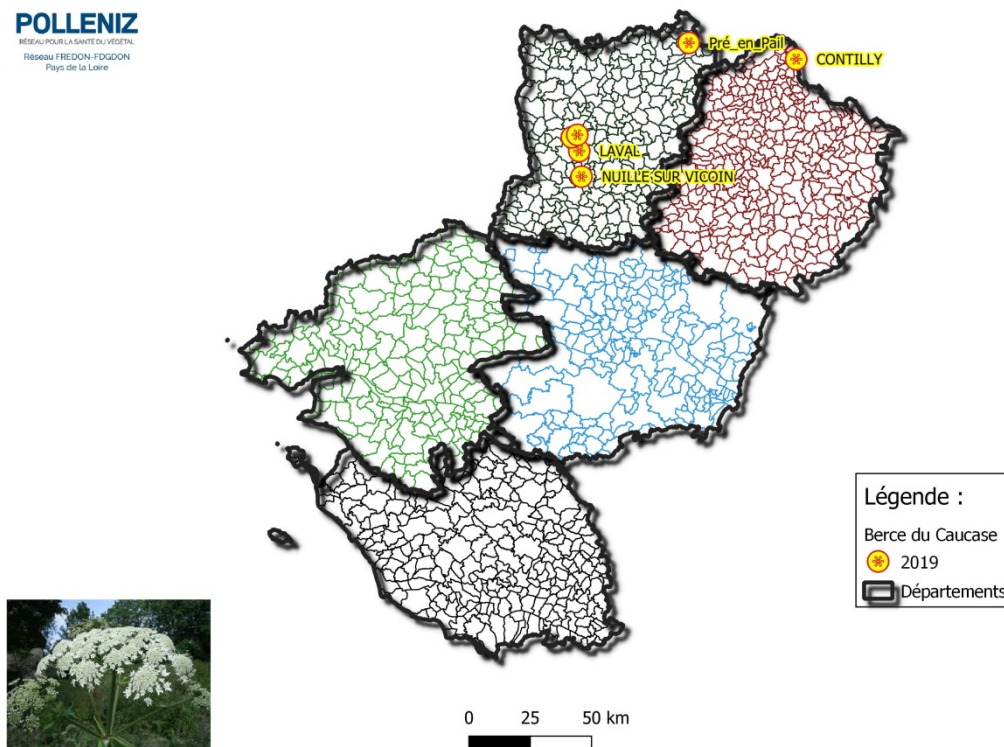 POLLENIZ
RÉSEAU POUR LA SANTÉ DU VÉGÉTAL
Réseau FREDON-FDGDON
Pays de la Loire
Pré_en_Pail
CONTILLY
LAVAL
NUILLE SUR VICOIN
Légende :
Berce du Caucase
2019
Départements
0 25 50 km